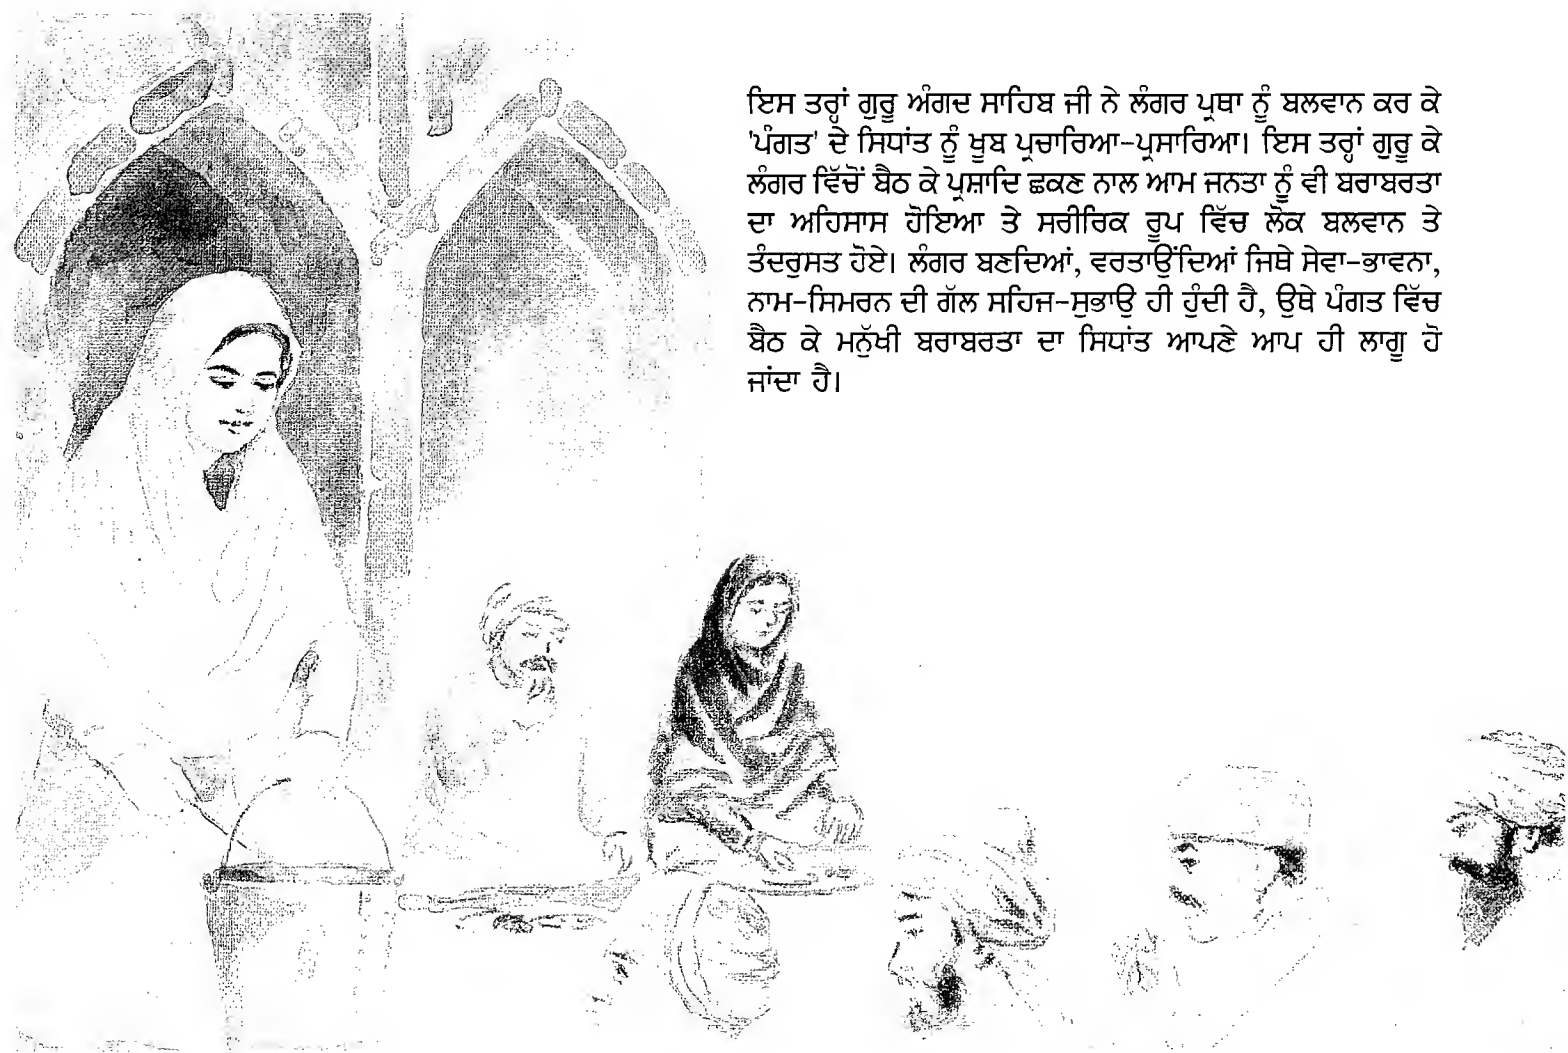 ਇਸ ਤਰ੍ਹਾਂ ਗੁਰੂ ਅੰਗਦ ਸਾਹਿਬ ਜੀ ਨੇ ਲੰਗਰ ਪ੍ਰਥਾ ਨੂੰ ਬਲਵਾਨ ਕਰ ਕੇ
'ਪੰਗਤ' ਦੇ ਸਿਧਾਂਤ ਨੂੰ ਖ਼ੂਬ ਪ੍ਰਚਾਰਿਆ-ਪ੍ਰਸਾਰਿਆ। ਇਸ ਤਰ੍ਹਾਂ ਗੁਰੂ ਕੇ
ਲੰਗਰ ਵਿੱਚੋਂ ਬੈਠ ਕੇ ਪ੍ਰਸ਼ਾਦਿ ਛਕਣ ਨਾਲ ਆਮ ਜਨਤਾ ਨੂੰ ਵੀ ਬਰਾਬਰਤਾ
ਦਾ ਅਹਿਸਾਸ ਹੋਇਆ ਤੇ ਸਰੀਰਿਕ ਰੂਪ ਵਿੱਚ ਲੋਕ ਬਲਵਾਨ ਤੇ
ਤੰਦਰੁਸਤ ਹੋਏ। ਲੰਗਰ ਬਣਦਿਆਂ, ਵਰਤਾਉਂਦਿਆਂ ਜਿਥੇ ਸੇਵਾ-ਭਾਵਨਾ,
ਨਾਮ-ਸਿਮਰਨ ਦੀ ਗੱਲ ਸਹਿਜ-ਸੁਭਾਉ ਹੀ ਹੁੰਦੀ ਹੈ, ਉਥੇ ਪੰਗਤ ਵਿੱਚ
ਬੈਠ ਕੇ ਮਨੁੱਖੀ ਬਰਾਬਰਤਾ ਦਾ ਸਿਧਾਂਤ ਆਪਣੇ ਆਪ ਹੀ ਲਾਗੂ ਹੋ
ਜਾਂਦਾ ਹੈ।